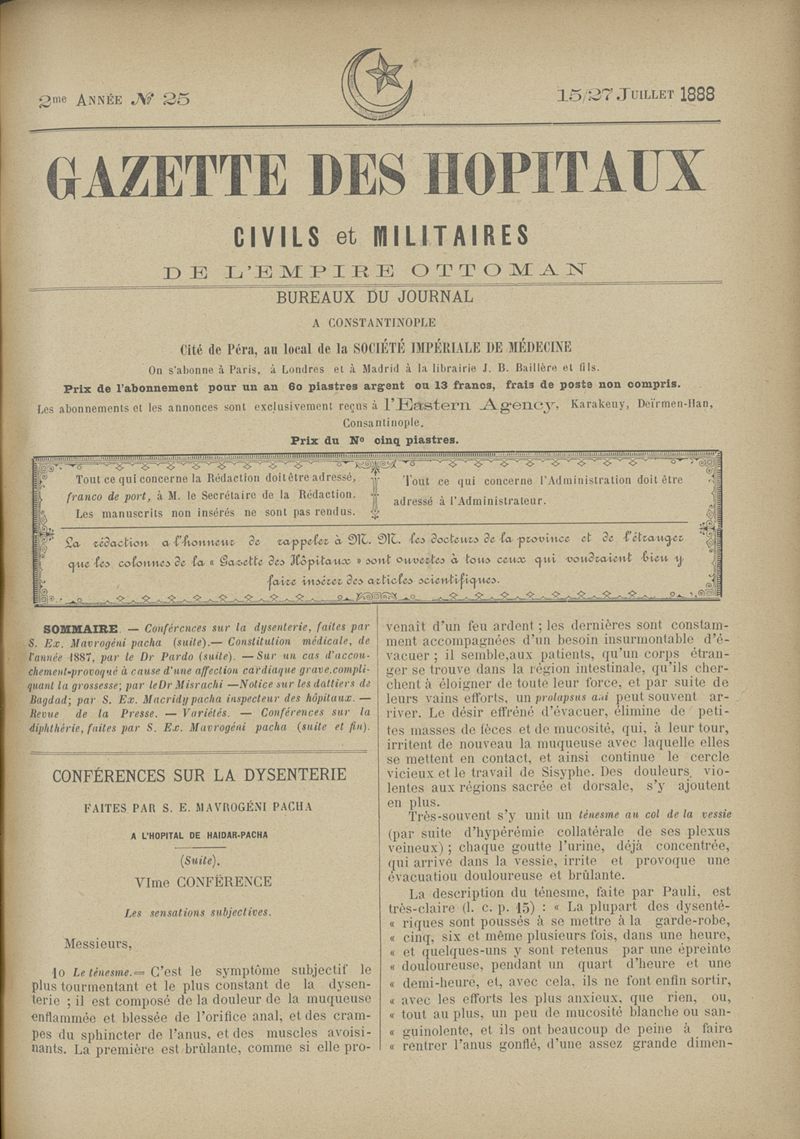 2me ANNÉE № 25
15/27 JUILLET 1888
GAZETTE DES HOPITAUX
CIVILS et MILITAIRES
DE L'EMPIRE OTTOMAN
BUREAUX DU JOURNAL
A CONSTANTINOPLE
Cité de Péra, au local de la SOCIÉTÉ IMPÉRIALE DE MÉDECINE
On s'abonne à Paris, à Londres et à Madrid à la librairie J. B. Baillère et fils.
Prix de l'abonnement pour un an 60 piastres argent ou 13 francs, frais de poste non compris.
Les abonnements et les annonces sont exclusivement reçus à l'Eastern Agency, Karakeny, Deïrmen-Han,
Consantinople.
Prix du No cinq piastres.
Tout ce qui concerne la Rédaction doit être adressé,
franco de port, à M. le Secrétaire de la Rédaction.
Les manuscrits non insérés ne sont pas rendus.
Tout ce qui concerne l'Administration doit être
adressé à l'Administrateur.
La rédaction a l'honneur de rappeler à MM. les docteurs de la province et de l'étranger
que les colonnes de la « Gazette des Hôpitaux » sont ouvertes à tous ceux qui voudraient bien y
faire insérer des articles scientifiques.
SOMMAIRE. — Conférences sur la dysenterie, faites par
S. Ex. Mavrogéni pacha (suite).— Constitution médicale, de
l'année 1887, par le Dr Pardo (suite). — Sur un cas d'accou-
chement-provoqué à cause d'une affection cardiaque grave.compli-
quant la grossesse; par le Dr Misrachi —Notice sur les dattiers de
Bagdad; par S. Ex. Macridy pacha inspecteur des hôpitaux. —
Revue de la Presse. — Variétés. — Conférences sur la
diphthérie, faites par S. Ex. Mavrogéni pacha (suite et fin).
CONFÉRENCES SUR LA DYSENTERIE
FAITES PAR S. E. MAVROGÉNI PACHA
A L'HOPITAL DE HAIDAR-PACHA
(Suite).
VIme CONFÉRENCE
Les sensations subjectives.
Messieurs,
1o Le ténesme.— C'est le symptôme subjectif le
plus tourmentant et le plus constant de la dysen-
terie ; il est composé de la douleur de la muqueuse
enflammée et blessée de l'orifice anal, et des cram-
pes du sphincter de l'anus, et des muscles avoisi-
nants. La première est brûlante, comme si elle pro-
venait d'un feu ardent ; les dernières sont constam-
ment accompagnées d'un besoin insurmontable d'é-
vacuer ; il semble,aux patients, qu'un corps étran-
ger se trouve dans la région intestinale, qu'ils cher-
chent à éloigner de toute leur force, et par suite de
leurs vains efforts, un prolapsus ani peut souvent ar-
river. Le désir effréné d'évacuer, élimine de peti-
tes masses de fèces et de mucosité, qui, à leur tour,
irritent de nouveau la muqueuse avec laquelle elles
se mettent en contact, et ainsi continue le cercle
vicieux et le travail de Sisyphe. Des douleurs vio-
lentes aux régions sacrée et dorsale, s'y ajoutent
en plus.
Très-souvent s'y unit un ténesme au col de la vessie
(par suite d'hypérémie collatérale de ses plexus
veineux) ; chaque goutte l'urine, déjà concentrée,
qui arrive dans la vessie, irrite et provoque une
évacuatiou douloureuse et brûlante.
La description du ténesme, faite par Pauli, est
très-claire (l. c. p. 15) : « La plupart des dysenté-
« riques sont poussés à se mettre à la garde-robe,
« cinq, six et même plusieurs fois, dans une heure,
« et quelques-uns y sont retenus par une épreinte
« douloureuse, pendant un quart d'heure et une
« demi-heure, et, avec cela, ils ne font enfin sortir,
« avec les efforts les plus anxieux, que rien, ou,
« tout au plus, un peu de mucosité blanche ou san-
« guinolente, et ils ont beaucoup de peine à faire
« rentrer l'anus gonflé, d'une assez grande dimen-